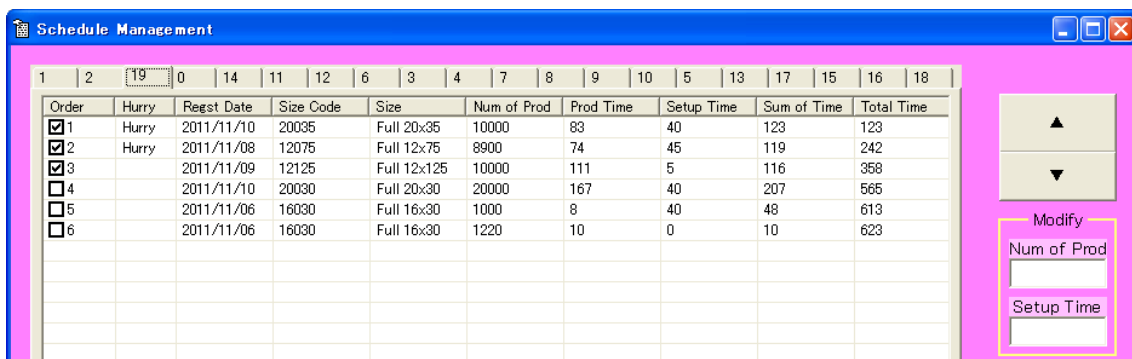 Schedule Management
1 2 19 0 14 11 12 6 3 4 7 8 9 10 5 13 17 15 16 18
Order Hurry Regst Date Size Code Size Num of Prod Prod Time Setup Time Sum of Time Total Time
1 Hurry 2011/11/10 20035 Full 20x35 10000 83 40 123 123
2 Hurry 2011/11/08 12075 Full 12x75 8900 74 45 119 242
3 2011/11/09 12125 Full 12x125 10000 111 5 116 358
4 2011/11/10 20030 Full 20x30 20000 167 40 207 565
5 2011/11/06 16030 Full 16x30 1000 8 40 48 613
6 2011/11/06 16030 Full 16x30 1220 10 0 10 623
Modify
Num of Prod
Setup Time